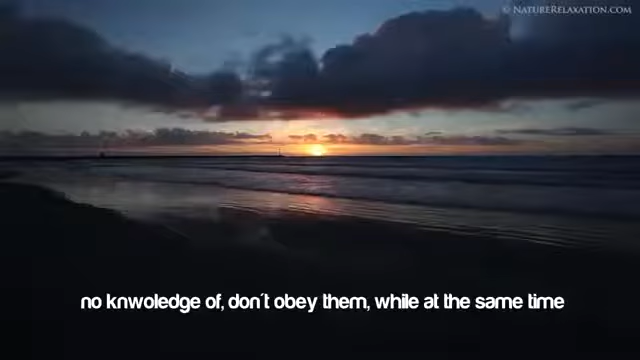 © NatureRelaxation.com
no knwoledge of, don´t obey them, while at the same time